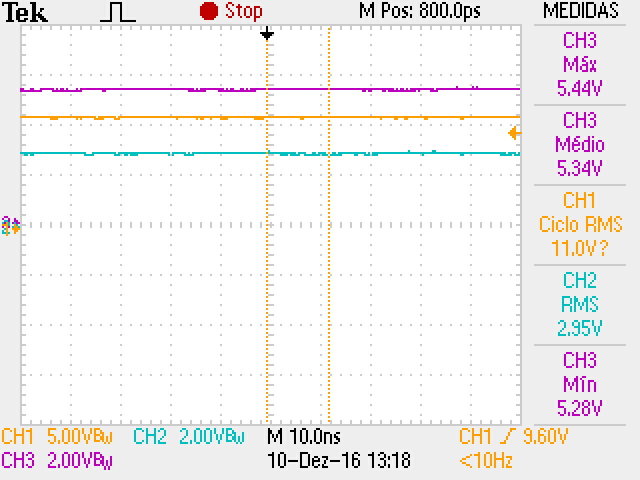 Tek Stop M Pos: 800.0ps MEDIDAS
CH3
Máx
5.44V
CH3
Médio
5.34V
CH1
Ciclo RMS
11.0V?
CH2
RMS
2.95V
CH3
Mín
5.28V
CH1 5.00VBw CH2 2.00VBw M 10.0ns CH1 9.60V
CH3 2.00VBw 10-Dez-16 13:18 <10Hz